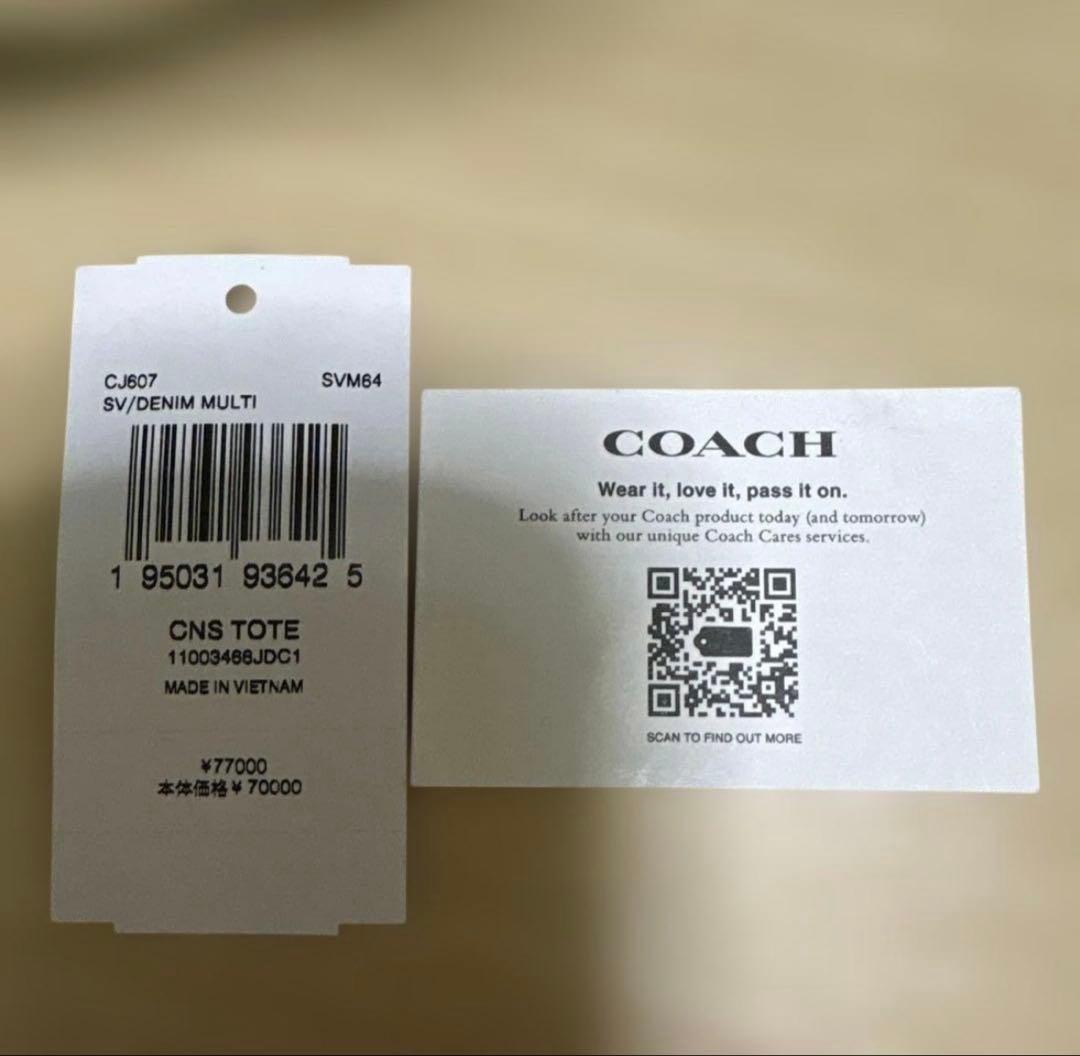 CJ607 SVM64
SV/DENIM MULTI
1 95031 93642 5
CNS TOTE
11003466JDC1
MADE IN VIETNAM
¥77000
本体価格¥ 70000
COACH
Wear it, love it, pass it on.
Look after your Coach product today (and tomorrow)
with our unique Coach Cares services.
SCAN TO FIND OUT MORE